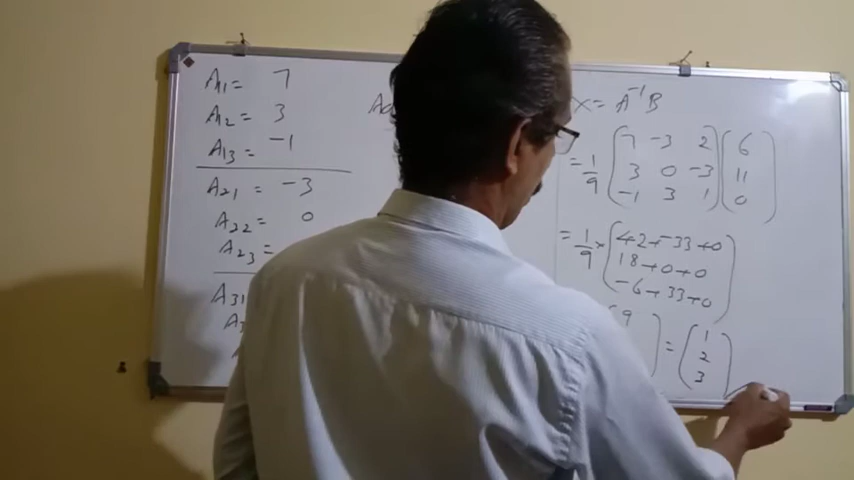 A₁₁ = 7
A₁₂ = 3
A₁₃ = -1
A₂₁ = -3
A₂₂ = 0
A₂₃ =
A₃₁
X = A⁻¹B
= 1/9 ( 7 -3 2 ) ( 6 )
( 3 0 -3 ) ( 11 )
( -1 3 1 ) ( 0 )
= 1/9 × ( 42 + -33 + 0 )
( 18 + 0 + 0 )
( -6 + 33 + 0 )
( 9 ) = ( 1 )
( 2 )
( 3 )